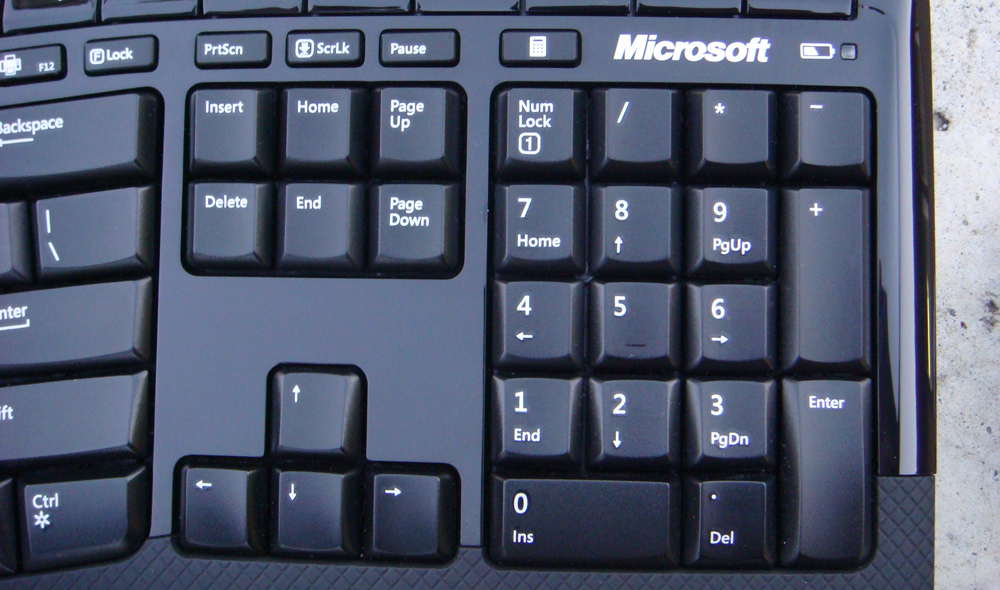 F12
Lock
PrtScn
ScrLk
Pause
Microsoft
Backspace
Insert
Home
Page
Up
Num
Lock
1
/
*
−
|
\
Delete
End
Page
Down
7
Home
8
↑
9
PgUp
+
nter
4
←
5
6
→
ift
↑
1
End
2
↓
3
PgDn
Enter
Ctrl
←
↓
→
0
Ins
.
Del